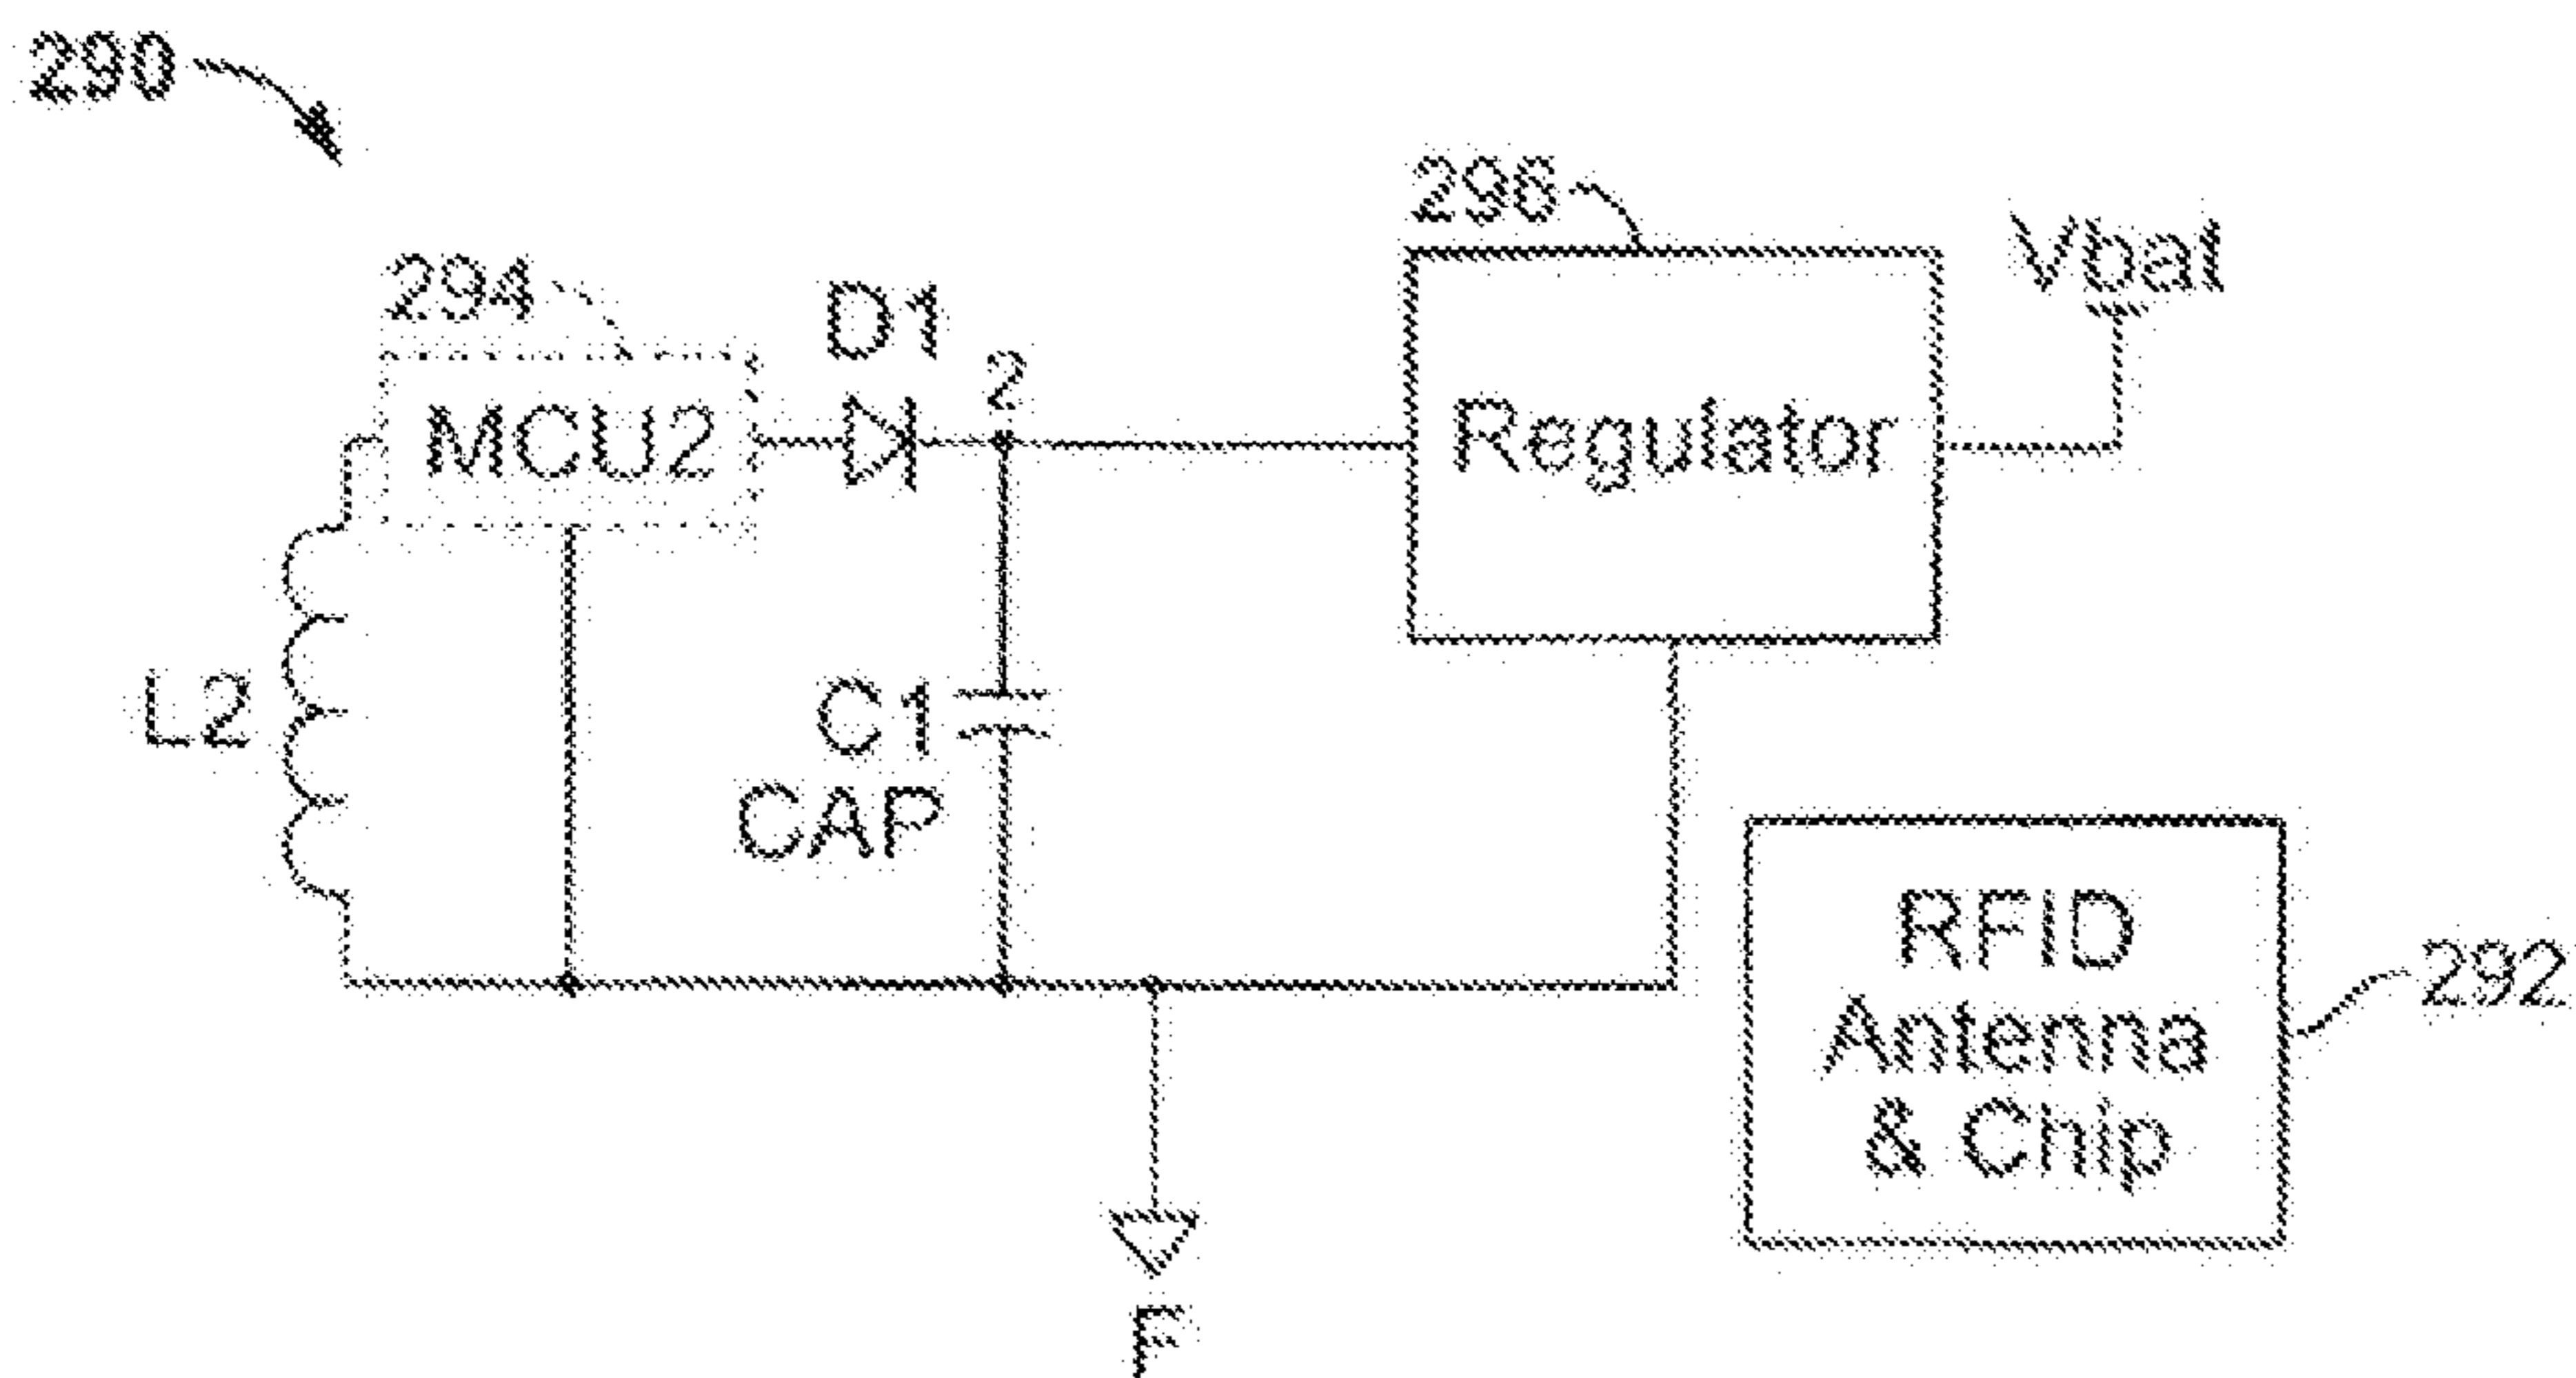 290
296
Vbat
294
D1
2
MCU2
Regulator
L2
C1
CAP
RFID
Antenna
& Chip
292
F